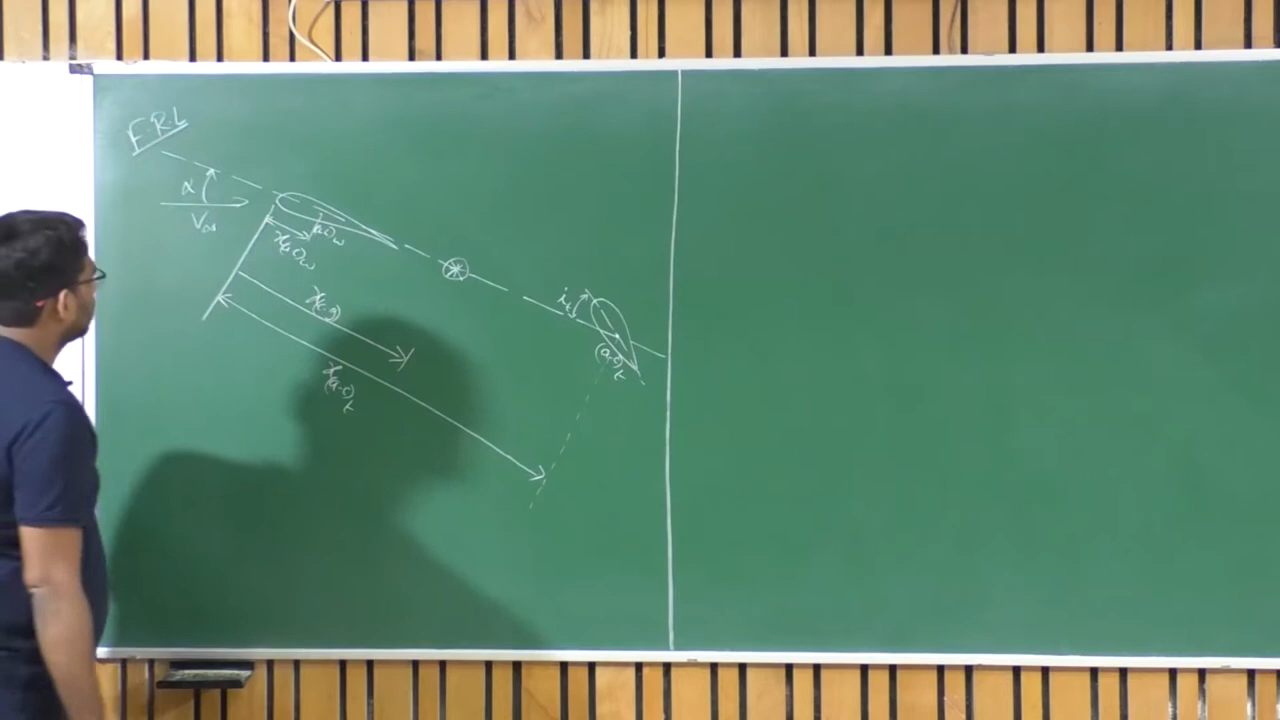 F.R.L
α
V∞
(a.c)w
x(a.c)w
it
x(c.g)
(a.c)t
x(a.c)t